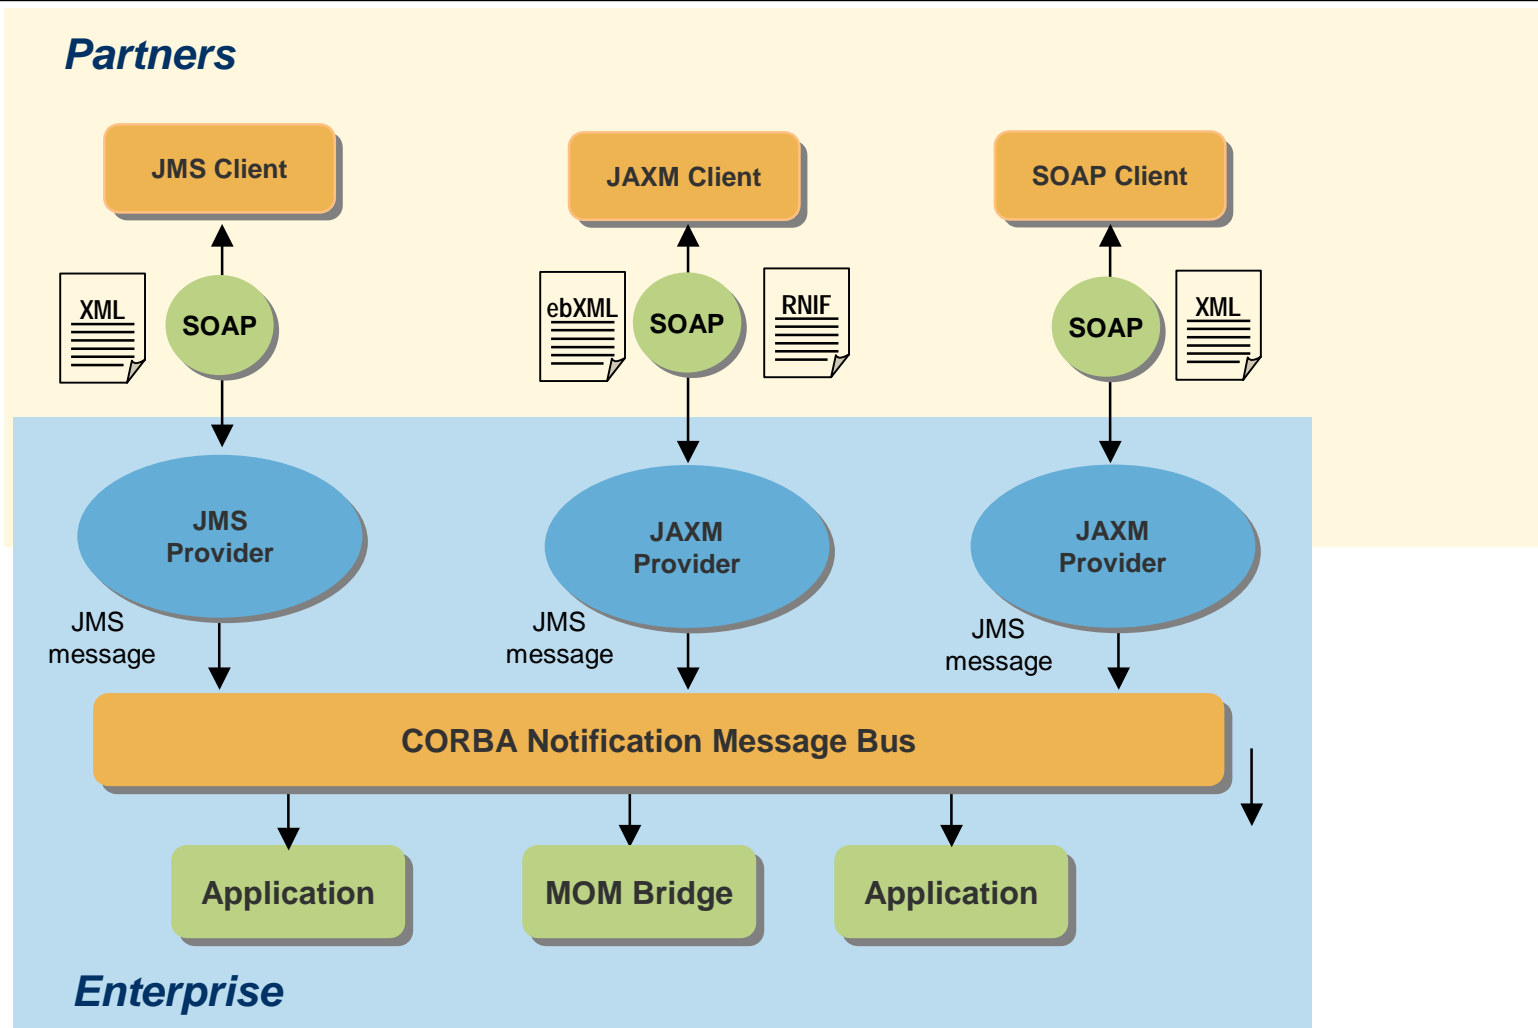 Partners
JMS Client
JAXM Client
SOAP Client
XML
SOAP
ebXML
SOAP
RNIF
SOAP
XML
JMS
Provider
JAXM
Provider
JAXM
Provider
JMS
message
JMS
message
JMS
message
CORBA Notification Message Bus
Application
MOM Bridge
Application
Enterprise